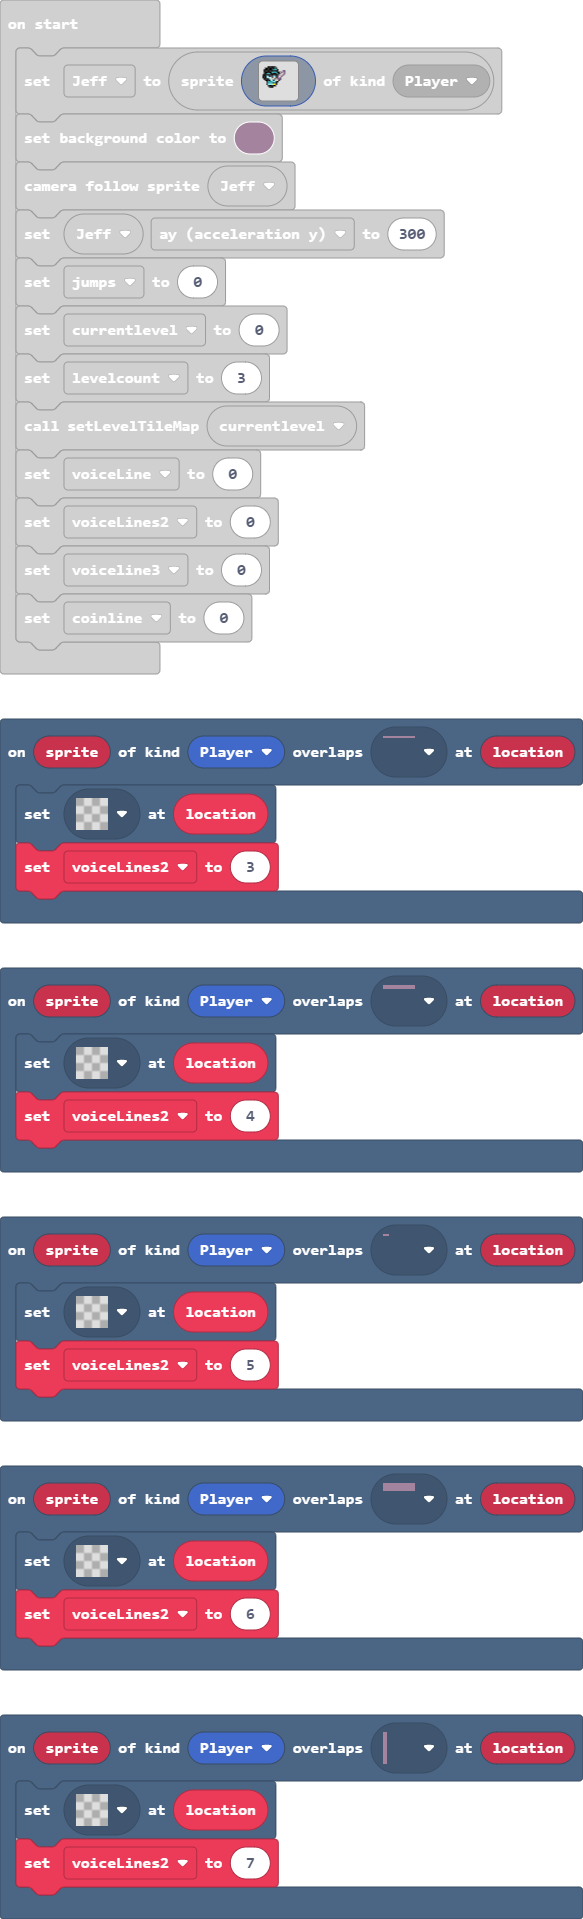 on start
set Jeff to sprite of kind Player
set background color to
camera follow sprite Jeff
set Jeff ay (acceleration y) to 300
set jumps to 0
set currentlevel to 0
set levelcount to 3
call setLevelTileMap currentlevel
set voiceLine to 0
set voiceLines2 to 0
set voiceline3 to 0
set coinline to 0
on sprite of kind Player overlaps at location
set at location
set voiceLines2 to 3
on sprite of kind Player overlaps at location
set at location
set voiceLines2 to 4
on sprite of kind Player overlaps at location
set at location
set voiceLines2 to 5
on sprite of kind Player overlaps at location
set at location
set voiceLines2 to 6
on sprite of kind Player overlaps at location
set at location
set voiceLines2 to 7